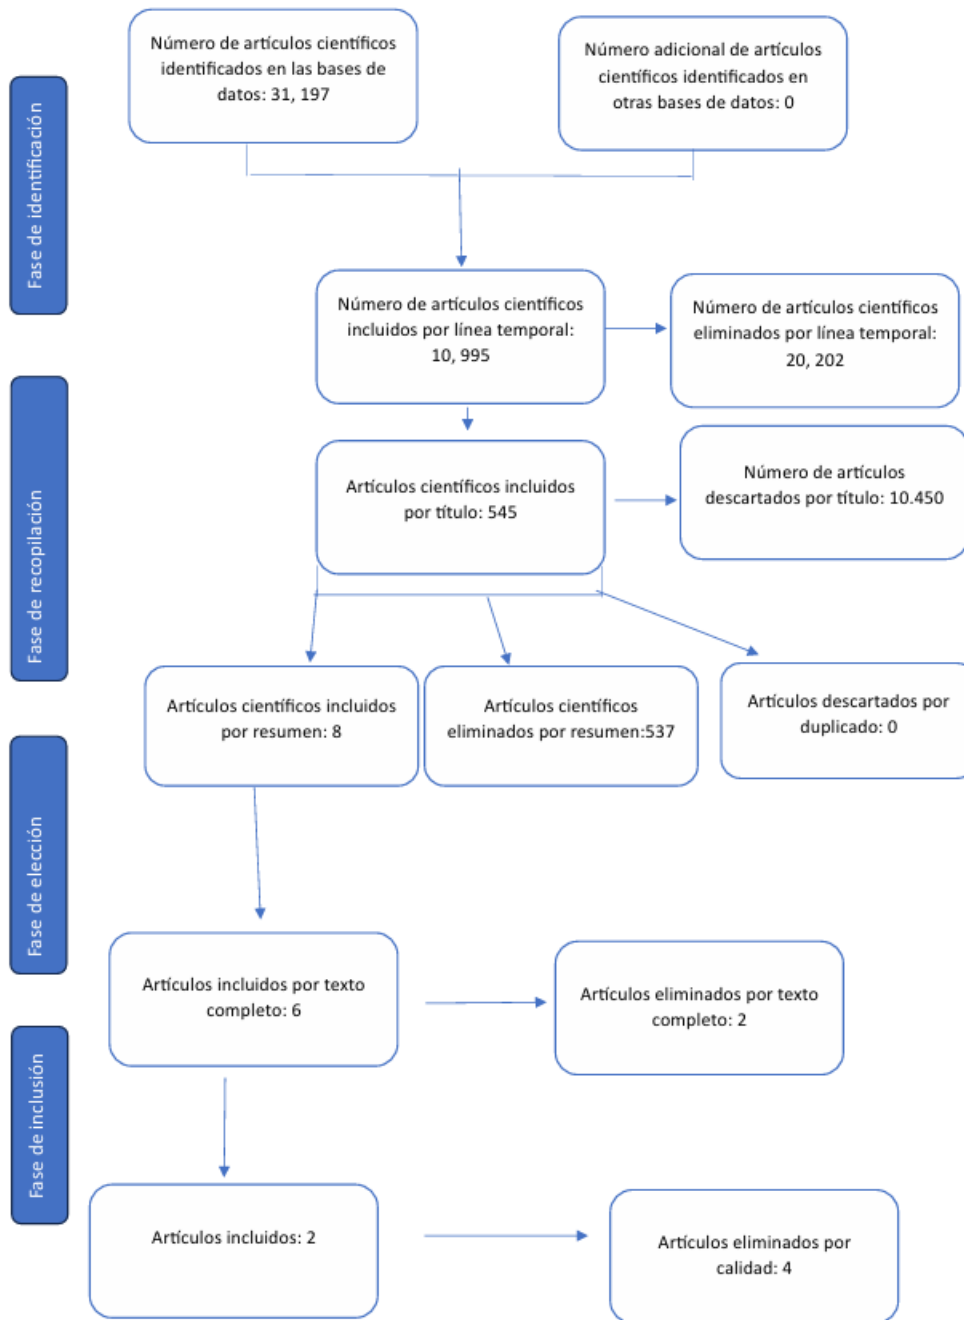 Número de artículos científicos
identificados en las bases de
datos: 31, 197
Número adicional de artículos
científicos identificados en
otras bases de datos: 0
Fase de identificación
Número de artículos científicos
incluidos por línea temporal:
10, 995
Número de artículos científicos
eliminados por línea temporal:
20, 202
Fase de recopilación
Artículos científicos incluidos
por título: 545
Número de artículos
descartados por título: 10.450
Artículos científicos incluidos
por resumen: 8
Artículos científicos
eliminados por resumen:537
Artículos descartados por
duplicado: 0
Fase de elección
Artículos incluidos por texto
completo: 6
Artículos eliminados por texto
completo: 2
Fase de inclusión
Artículos incluidos: 2
Artículos eliminados por
calidad: 4